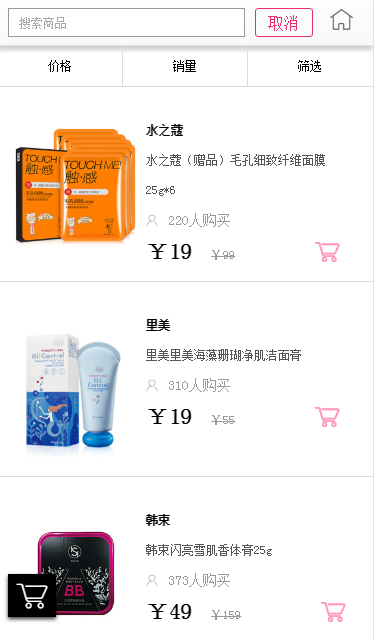 搜索商品
取消
价格 销量 筛选
TOUCH ME!
触·感
水之蔻
水之蔻（赠品）毛孔细致纤维面膜
25g*6
220人购买
￥19 ￥99
Oil Control
Oil Control
里美
里美里美海藻珊瑚净肌洁面膏
310人购买
￥19 ￥55
BB
韩束
韩束闪亮雪肌香体膏25g
373人购买
￥49 ￥159